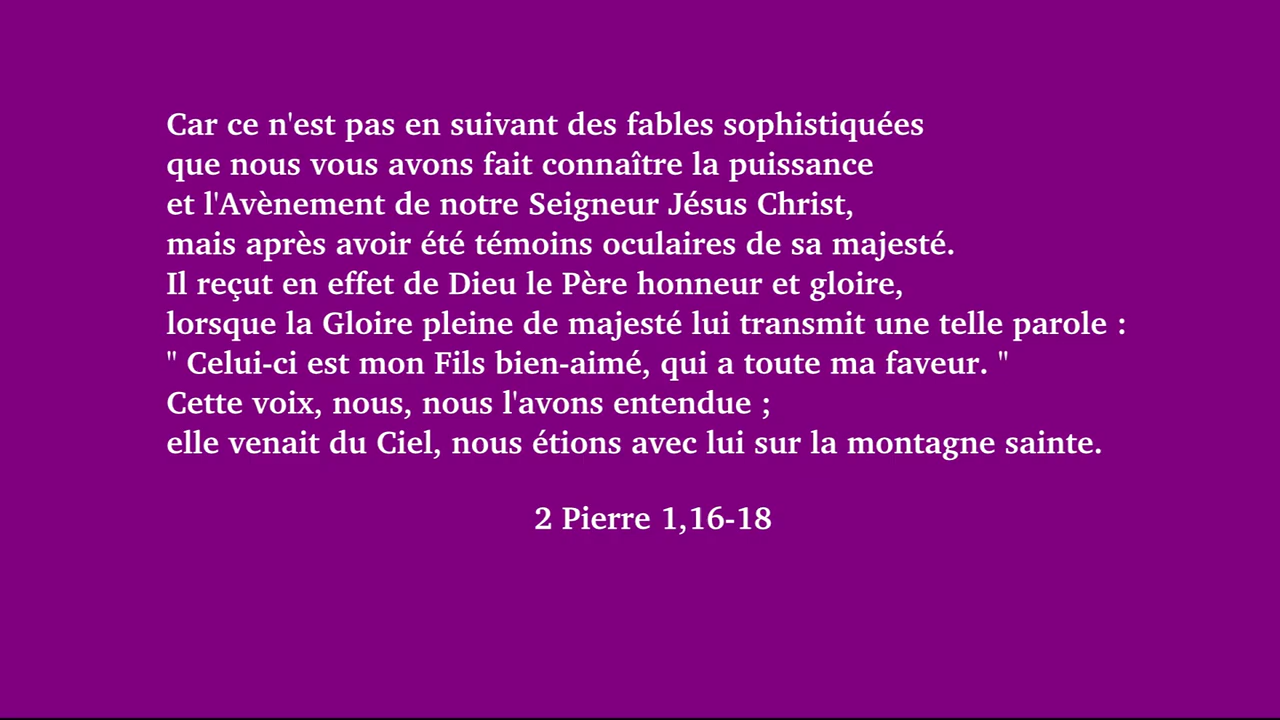 Car ce n'est pas en suivant des fables sophistiquées
que nous vous avons fait connaître la puissance
et l'Avènement de notre Seigneur Jésus Christ,
mais après avoir été témoins oculaires de sa majesté.
Il reçut en effet de Dieu le Père honneur et gloire,
lorsque la Gloire pleine de majesté lui transmit une telle parole :
" Celui-ci est mon Fils bien-aimé, qui a toute ma faveur. "
Cette voix, nous, nous l'avons entendue ;
elle venait du Ciel, nous étions avec lui sur la montagne sainte.
2 Pierre 1,16-18